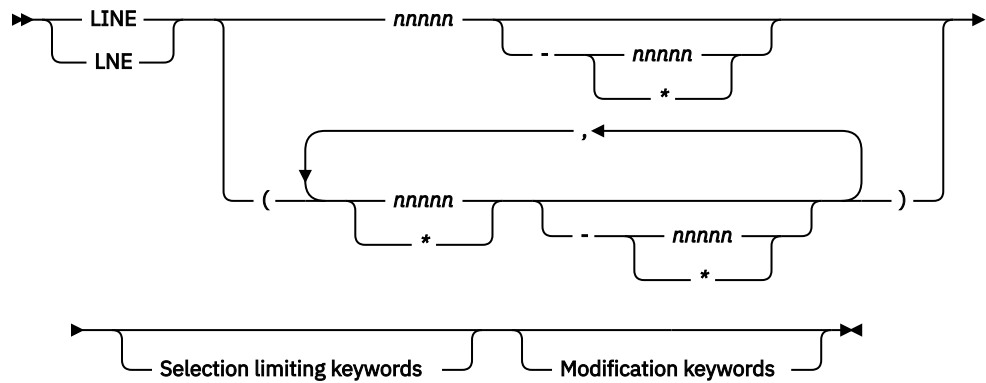 LINE nnnnn
LNE - nnnnn
*
,
( nnnnn )
* - nnnnn
*
Selection limiting keywords Modification keywords